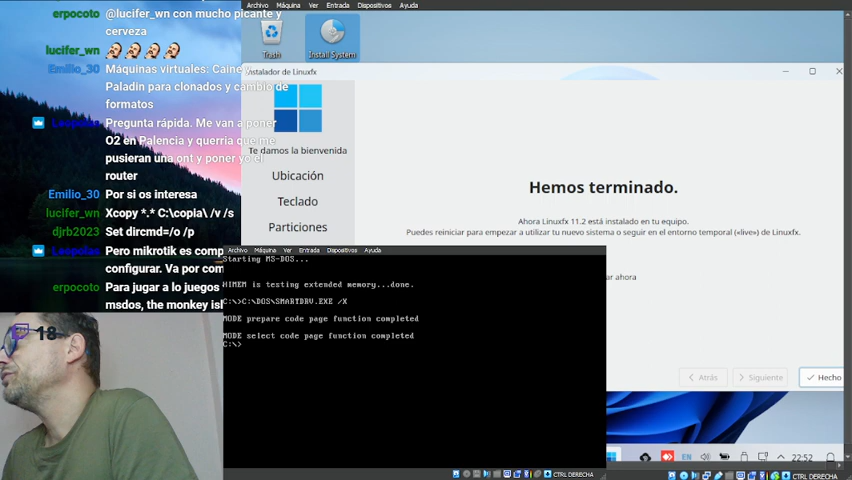 erpocoto @lucifer_wn con mucho picante y
cerveza
lucifer_wn
Emilio_30 Máquinas virtuales: Caine y
Paladin para clonados y cambio de
formatos
Leopolas Pregunta rápida. Me van a poner
O2 en Palencia y querria que me
pusieran una ont y poner yo el
router
Emilio_30 Por si os interesa
lucifer_wn Xcopy *.* C:\copia\ /v /s
djrb2023 Set dircmd=/o /p
Leopolas Pero mikrotik es comp
configurar. Va por com
erpocoto Para jugar a lo juegos
msdos, the monkey isl
18
Archivo Máquina Ver Entrada Dispositivos Ayuda
Trash
Install System
Instalador de Linuxfx
Te damos la bienvenida
Ubicación
Teclado
Particiones
Hemos terminado.
Ahora Linuxfx 11.2 está instalado en tu equipo.
Puedes reiniciar para empezar a utilizar tu nuevo sistema o seguir en el entorno temporal («live») de Linuxfx.
ar ahora
Atrás
Siguiente
Hecho
EN
22:52
CTRL DERECHA
Archivo Máquina Ver Entrada Dispositivos Ayuda
Starting MS-DOS...
HIMEM is testing extended memory...done.
C:\>C:\DOS\SMARTDRV.EXE /X
MODE prepare code page function completed
MODE select code page function completed
C:\>
CTRL DERECHA